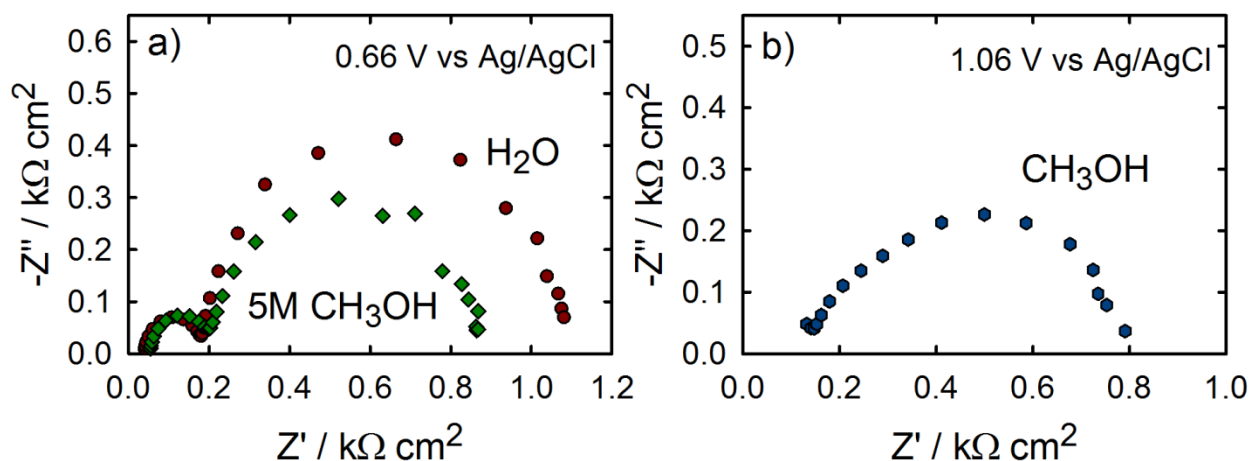 a)
0.66 V vs Ag/AgCl
H₂O
5M CH₃OH
-Z" / kΩ cm²
0.6
0.5
0.4
0.3
0.2
0.1
0.0
0.0 0.2 0.4 0.6 0.8 1.0 1.2
Z' / kΩ cm²
b)
1.06 V vs Ag/AgCl
CH₃OH
-Z" / kΩ cm²
0.5
0.4
0.3
0.2
0.1
0.0
0.0 0.2 0.4 0.6 0.8 1.0
Z' / kΩ cm²